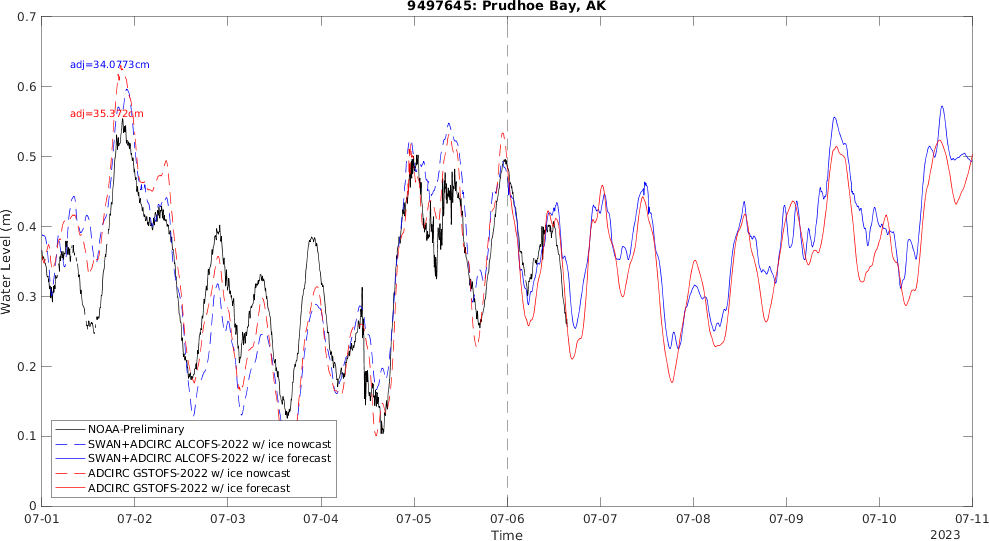 9497645: Prudhoe Bay, AK
0.7
0.6
0.5
0.4
0.3
0.2
0.1
0
Water Level (m)
adj=34.0773cm
adj=35.372cm
NOAA-Preliminary
SWAN+ADCIRC ALCOFS-2022 w/ ice nowcast
SWAN+ADCIRC ALCOFS-2022 w/ ice forecast
ADCIRC GSTOFS-2022 w/ ice nowcast
ADCIRC GSTOFS-2022 w/ ice forecast
07-01 07-02 07-03 07-04 07-05 07-06 07-07 07-08 07-09 07-10 07-11
Time
2023